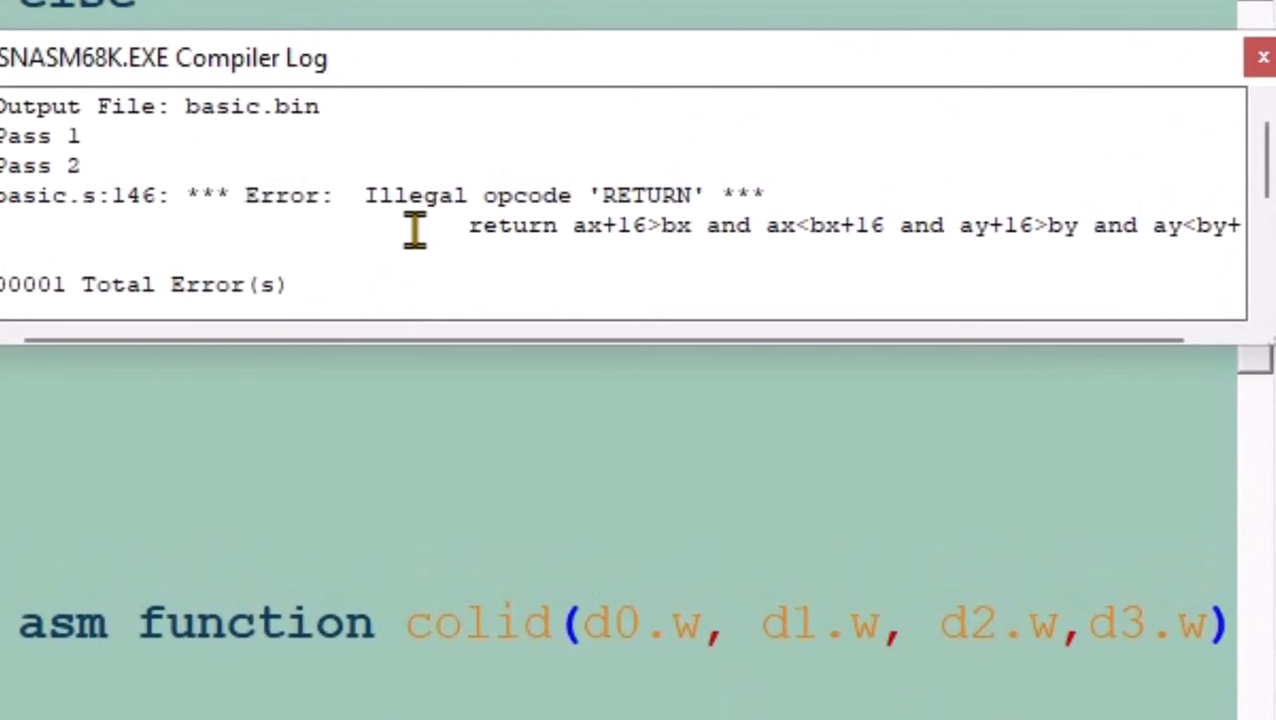 else
SNASM68K.EXE Compiler Log
x
Output File: basic.bin
Pass 1
Pass 2
basic.s:146: *** Error:  Illegal opcode 'RETURN' ***
return ax+16>bx and ax<bx+16 and ay+16>by and ay<by+
00001 Total Error(s)
asm function colid(d0.w, d1.w, d2.w,d3.w)